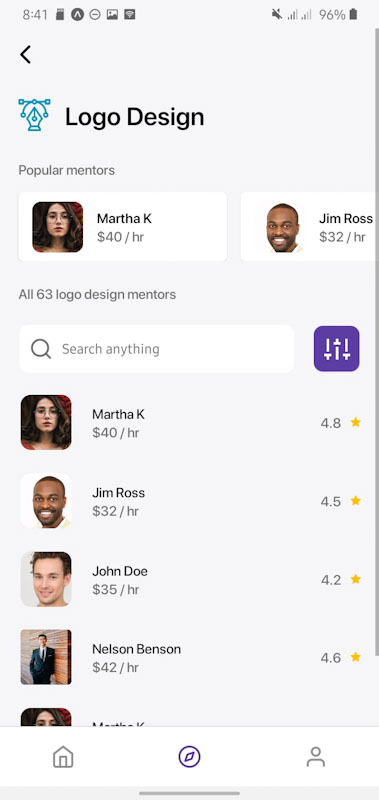 8:41
96%
Logo Design
Popular mentors
Martha K
$40 / hr
Jim Ross
$32 / hr
All 63 logo design mentors
Search anything
Martha K
$40 / hr
4.8
Jim Ross
$32 / hr
4.5
John Doe
$35 / hr
4.2
Nelson Benson
$42 / hr
4.6
Martha K